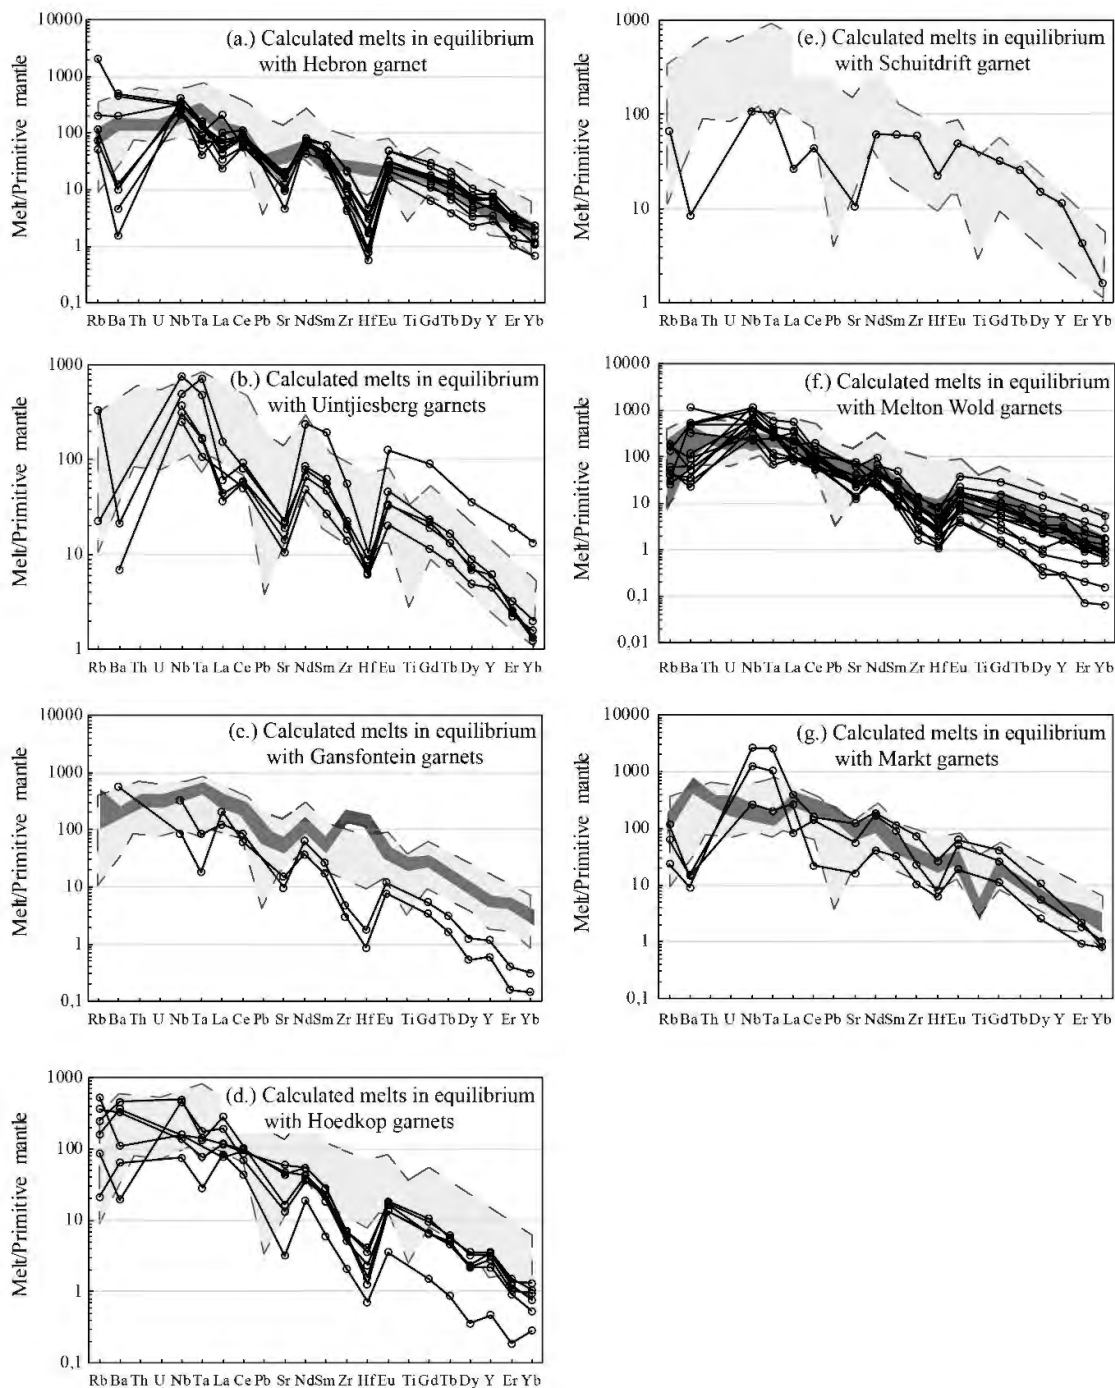 (a.) Calculated melts in equilibrium
with Hebron garnet
Melt/Primitive mantle
10000
1000
100
10
1
0,1
Rb Ba Th U Nb Ta La Ce Pb Sr Nd Sm Zr Hf Eu Ti Gd Tb Dy Y Er Yb
(b.) Calculated melts in equilibrium
with Uintjiesberg garnets
Melt/Primitive mantle
1000
100
10
1
Rb Ba Th U Nb Ta La Ce Pb Sr Nd Sm Zr Hf Eu Ti Gd Tb Dy Y Er Yb
(c.) Calculated melts in equilibrium
with Gansfontein garnets
Melt/Primitive mantle
10000
1000
100
10
1
0,1
Rb Ba Th U Nb Ta La Ce Pb Sr Nd Sm Zr Hf Eu Ti Gd Tb Dy Y Er Yb
(d.) Calculated melts in equilibrium
with Hoedkop garnets
Melt/Primitive mantle
1000
100
10
1
0,1
Rb Ba Th U Nb Ta La Ce Pb Sr Nd Sm Zr Hf Eu Ti Gd Tb Dy Y Er Yb
(e.) Calculated melts in equilibrium
with Schuitdrift garnet
Melt/Primitive mantle
1000
100
10
1
Rb Ba Th U Nb Ta La Ce Pb Sr Nd Sm Zr Hf Eu Ti Gd Tb Dy Y Er Yb
(f.) Calculated melts in equilibrium
with Melton Wold garnets
Melt/Primitive mantle
10000
1000
100
10
1
0,1
0,01
Rb Ba Th U Nb Ta La Ce Pb Sr Nd Sm Zr Hf Eu Ti Gd Tb Dy Y Er Yb
(g.) Calculated melts in equilibrium
with Markt garnets
Melt/Primitive mantle
10000
1000
100
10
1
0,1
Rb Ba Th U Nb Ta La Ce Pb Sr Nd Sm Zr Hf Eu Ti Gd Tb Dy Y Er Yb